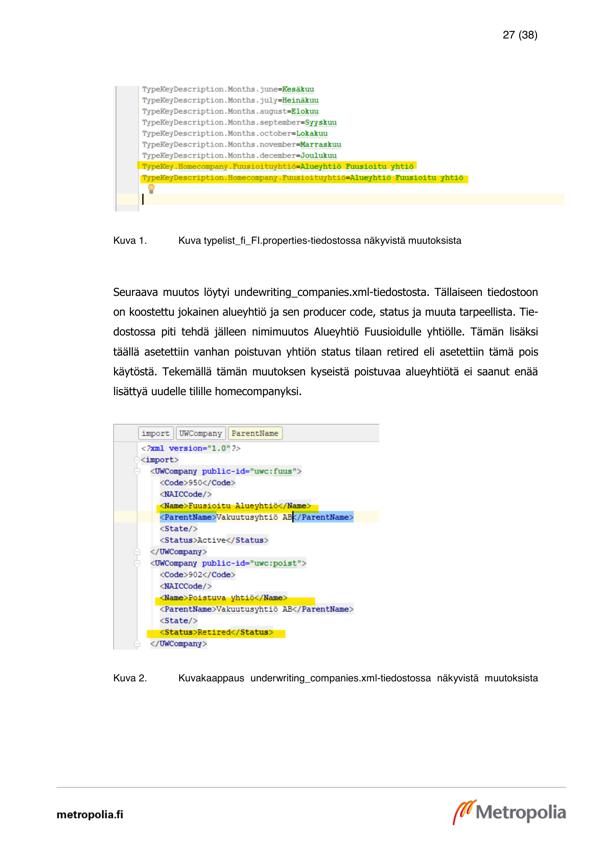 27 (38)
TypeKeyDescription.Months.june=Kesäkuu
TypeKeyDescription.Months.july=Heinäkuu
TypeKeyDescription.Months.august=Elokuu
TypeKeyDescription.Months.september=Syyskuu
TypeKeyDescription.Months.october=Lokakuu
TypeKeyDescription.Months.november=Marraskuu
TypeKeyDescription.Months.december=Joulukuu
TypeKey.Homecompany.Fuusioituyhtiö=Alueyhtiö Fuusioitu yhtiö
TypeKeyDescription.Homecompany.Fuusioituyhtiö=Alueyhtiö Fuusioitu yhtiö
Kuva 1. Kuva typelist_fi_FI.properties-tiedostossa näkyvistä muutoksista
Seuraava muutos löytyi undewriting_companies.xml-tiedostosta. Tällaiseen tiedostoon
on koostettu jokainen alueyhtiö ja sen producer code, status ja muuta tarpeellista. Tie-
dostossa piti tehdä jälleen nimimuutos Alueyhtiö Fuusioidulle yhtiölle. Tämän lisäksi
täällä asetettiin vanhan poistuvan yhtiön status tilaan retired eli asetettiin tämä pois
käytöstä. Tekemällä tämän muutoksen kyseistä poistuvaa alueyhtiötä ei saanut enää
lisättyä uudelle tilille homecompanyksi.
import UWCompany ParentName
<?xml version="1.0"?>
<import>
<UWCompany public-id="uwc:fuus">
<Code>950</Code>
<NAICCode/>
<Name>Fuusioitu Alueyhtiö</Name>
<ParentName>Vakuutusyhtiö AB</ParentName>
<State/>
<Status>Active</Status>
</UWCompany>
<UWCompany public-id="uwc:poist">
<Code>902</Code>
<NAICCode/>
<Name>Poistuva yhtiö</Name>
<ParentName>Vakuutusyhtiö AB</ParentName>
<State/>
<Status>Retired</Status>
</UWCompany>
Kuva 2. Kuvakaappaus underwriting_companies.xml-tiedostossa näkyvistä muutoksista
metropolia.fi
Metropolia